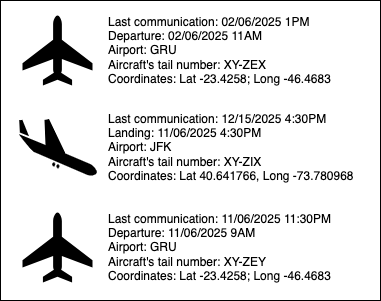 Last communication: 02/06/2025 1PM
Departure: 02/06/2025 11AM
Airport: GRU
Aircraft's tail number: XY-ZEX
Coordinates: Lat -23.4258; Long -46.4683
Last communication: 12/15/2025 4:30PM
Landing: 11/06/2025 4:30PM
Airport: JFK
Aircraft's tail number: XY-ZIX
Coordinates: Lat 40.641766, Long -73.780968
Last communication: 11/06/2025 11:30PM
Departure: 11/06/2025 9AM
Airport: GRU
Aircraft's tail number: XY-ZEY
Coordinates: Lat -23.4258; Long -46.4683